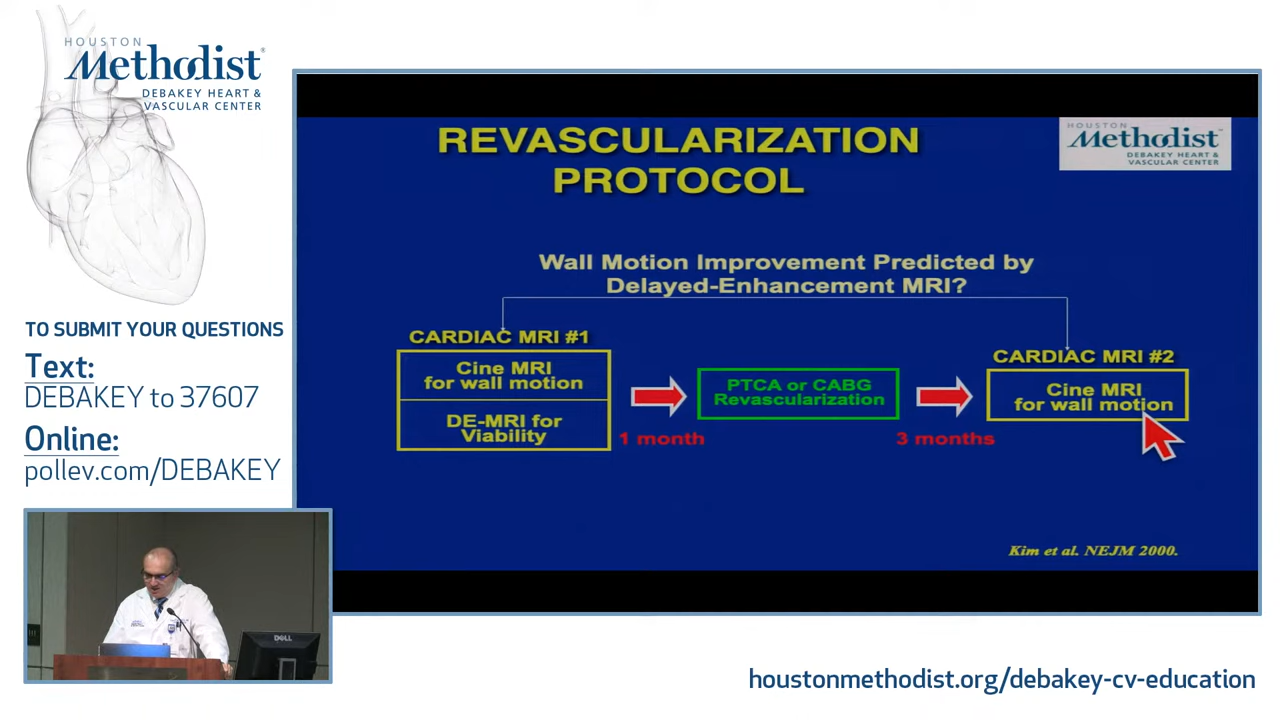 HOUSTON
Methodist®
DEBAKEY HEART &
VASCULAR CENTER
TO SUBMIT YOUR QUESTIONS
Text:
DEBAKEY to 37607
Online:
pollev.com/DEBAKEY
REVASCULARIZATION
PROTOCOL
HOUSTON
Methodist
DEBAKEY HEART &
VASCULAR CENTER
Wall Motion Improvement Predicted by
Delayed-Enhancement MRI?
CARDIAC MRI #1
Cine MRI
for wall motion
DE-MRI for
Viability
1 month
PTCA or CABG
Revascularization
3 months
CARDIAC MRI #2
Cine MRI
for wall motion
Kim et al. NEJM 2000.
DELL
houstonmethodist.org/debakey-cv-education